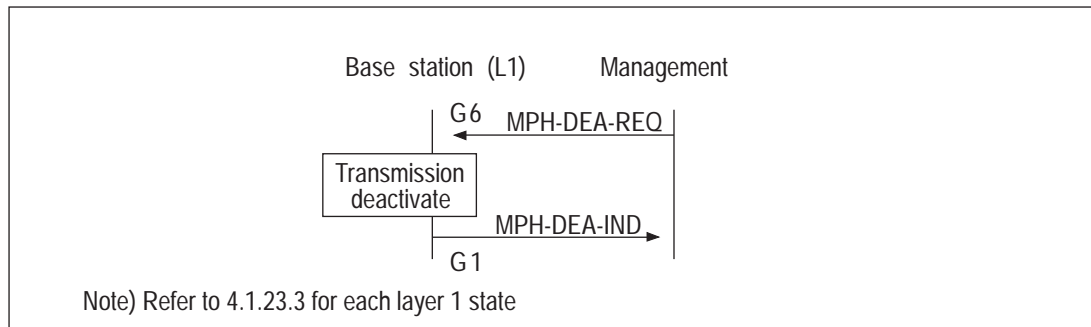 Base station (L1) Management
G6
MPH-DEA-REQ
Transmission
deactivate
MPH-DEA-IND
G1
Note) Refer to 4.1.23.3 for each layer 1 state